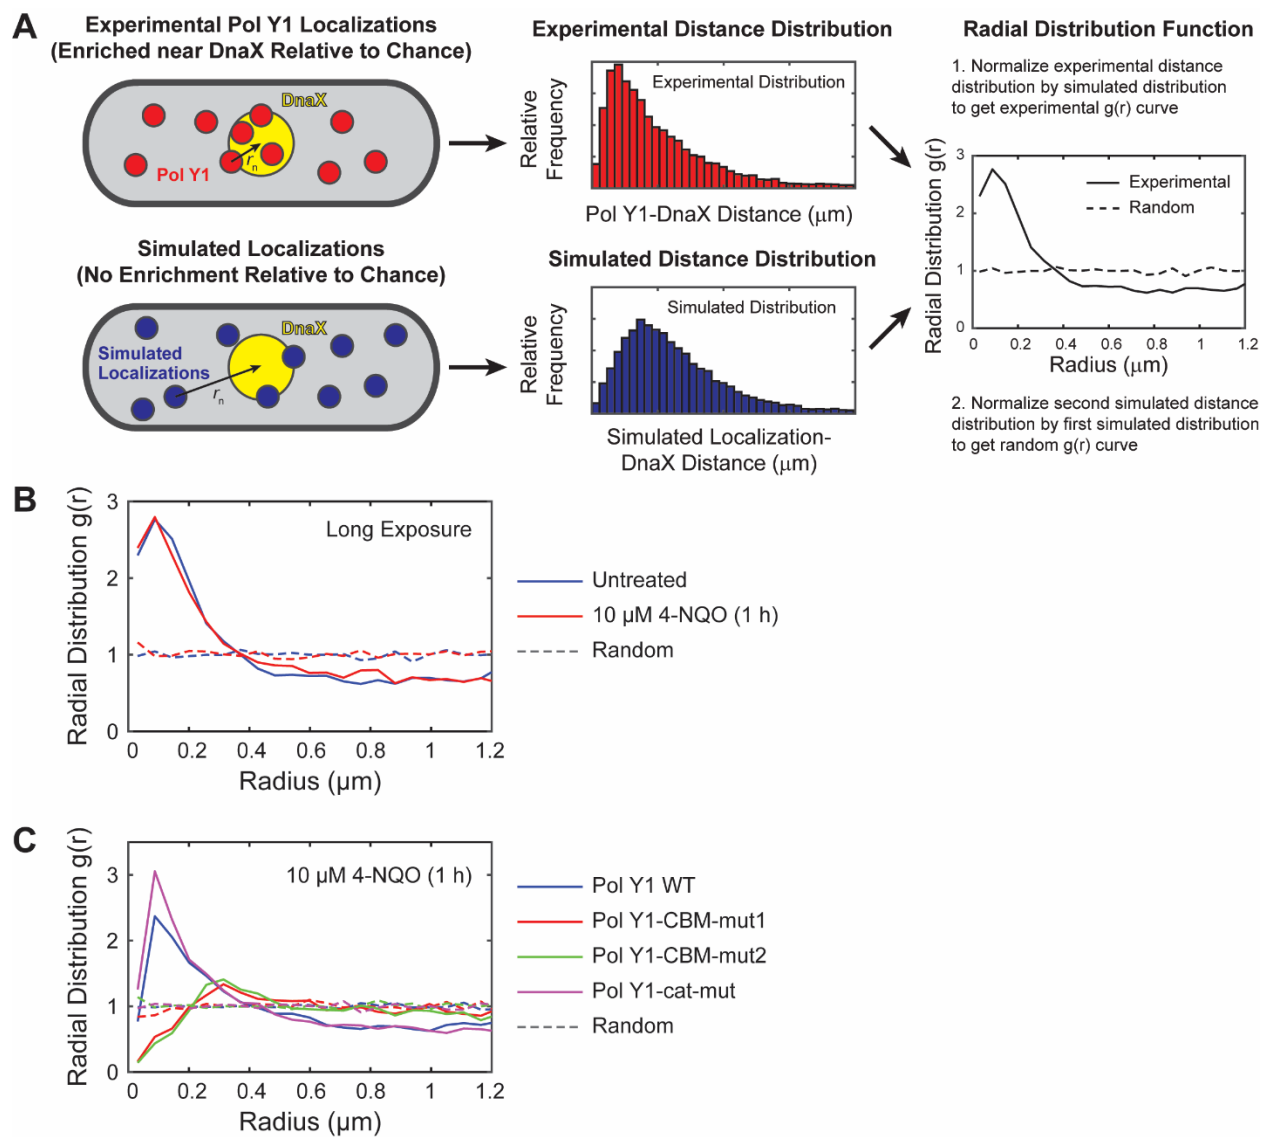 A
Experimental Pol Y1 Localizations
(Enriched near DnaX Relative to Chance)
DnaX
rn
Pol Y1
Simulated Localizations
(No Enrichment Relative to Chance)
DnaX
Simulated
Localizations
rn
Experimental Distance Distribution
Relative
Frequency
Experimental Distribution
Pol Y1-DnaX Distance (μm)
Simulated Distance Distribution
Relative
Frequency
Simulated Distribution
Simulated Localization-
DnaX Distance (μm)
Radial Distribution Function
1. Normalize experimental distance
distribution by simulated distribution
to get experimental g(r) curve
Radial Distribution g(r)
3
2
1
0
Experimental
Random
0 0.2 0.4 0.6 0.8 1 1.2
Radius (μm)
2. Normalize second simulated distance
distribution by first simulated distribution
to get random g(r) curve
B
Radial Distribution g(r)
3
2
1
0
Long Exposure
0 0.2 0.4 0.6 0.8 1 1.2
Radius (μm)
Untreated
10 μM 4-NQO (1 h)
Random
C
Radial Distribution g(r)
3
2
1
0
10 μM 4-NQO (1 h)
0 0.2 0.4 0.6 0.8 1 1.2
Radius (μm)
Pol Y1 WT
Pol Y1-CBM-mut1
Pol Y1-CBM-mut2
Pol Y1-cat-mut
Random